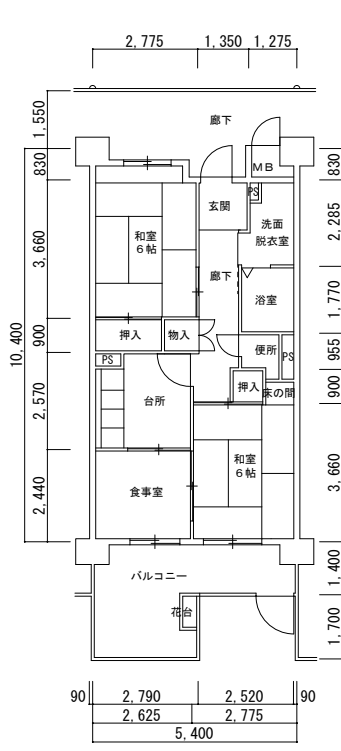 2,775 1,350 1,275
1,550
廊下
830
MB
830
PS
玄関
洗面
脱衣室
2,285
和室
6帖
3,660
廊下
浴室
1,770
10,400
900
押入
物入
便所
PS
955
PS
押入
床の間
900
台所
2,570
和室
6帖
3,660
食事室
2,440
バルコニー
1,400
花台
1,700
90 2,790 2,520 90
2,625 2,775
5,400